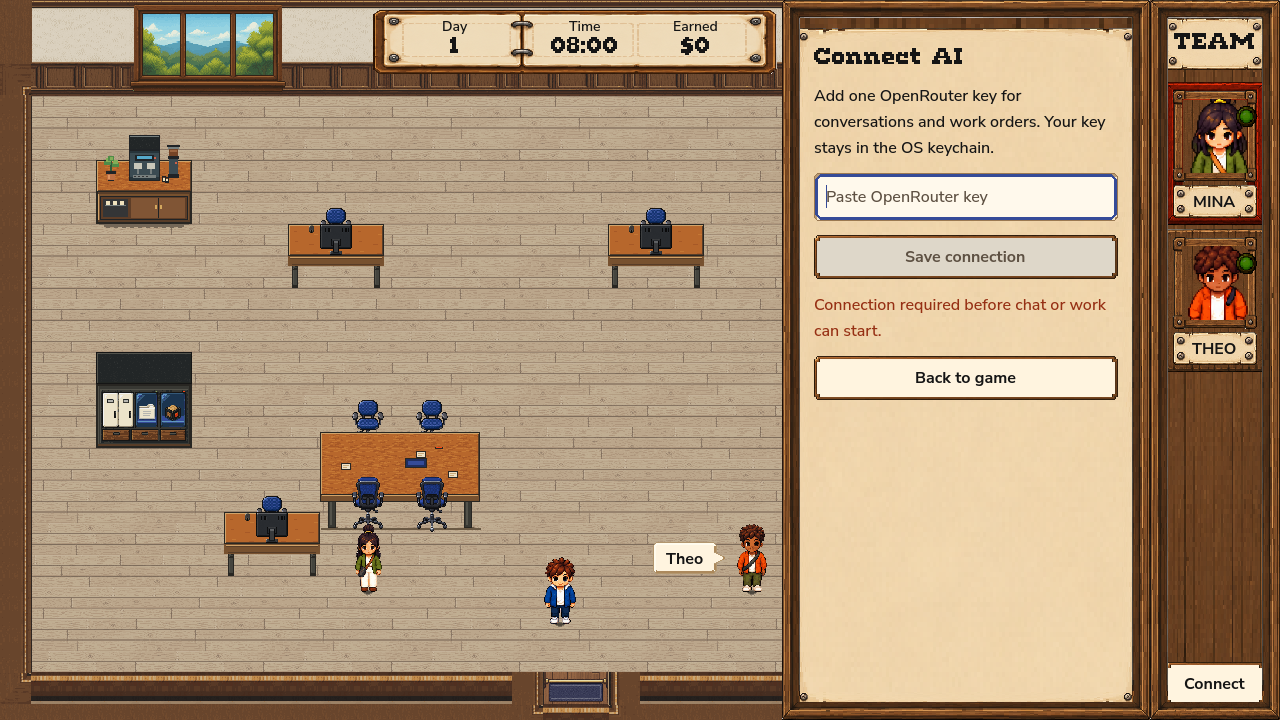 Day
1
Time
08:00
Earned
$0
Connect AI
Add one OpenRouter key for
conversations and work orders. Your key
stays in the OS keychain.
Paste OpenRouter key
Save connection
Connection required before chat or work
can start.
Back to game
TEAM
MINA
THEO
Connect
Theo